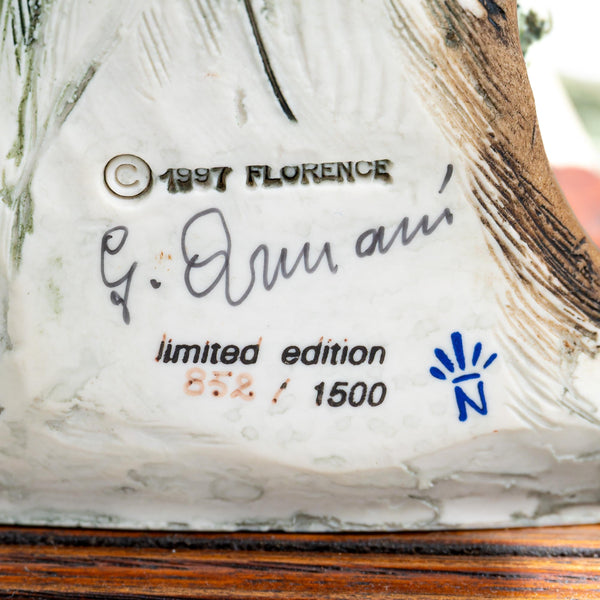 © 1997 FLORENCE
G. Armani
limited edition
852 / 1500
N